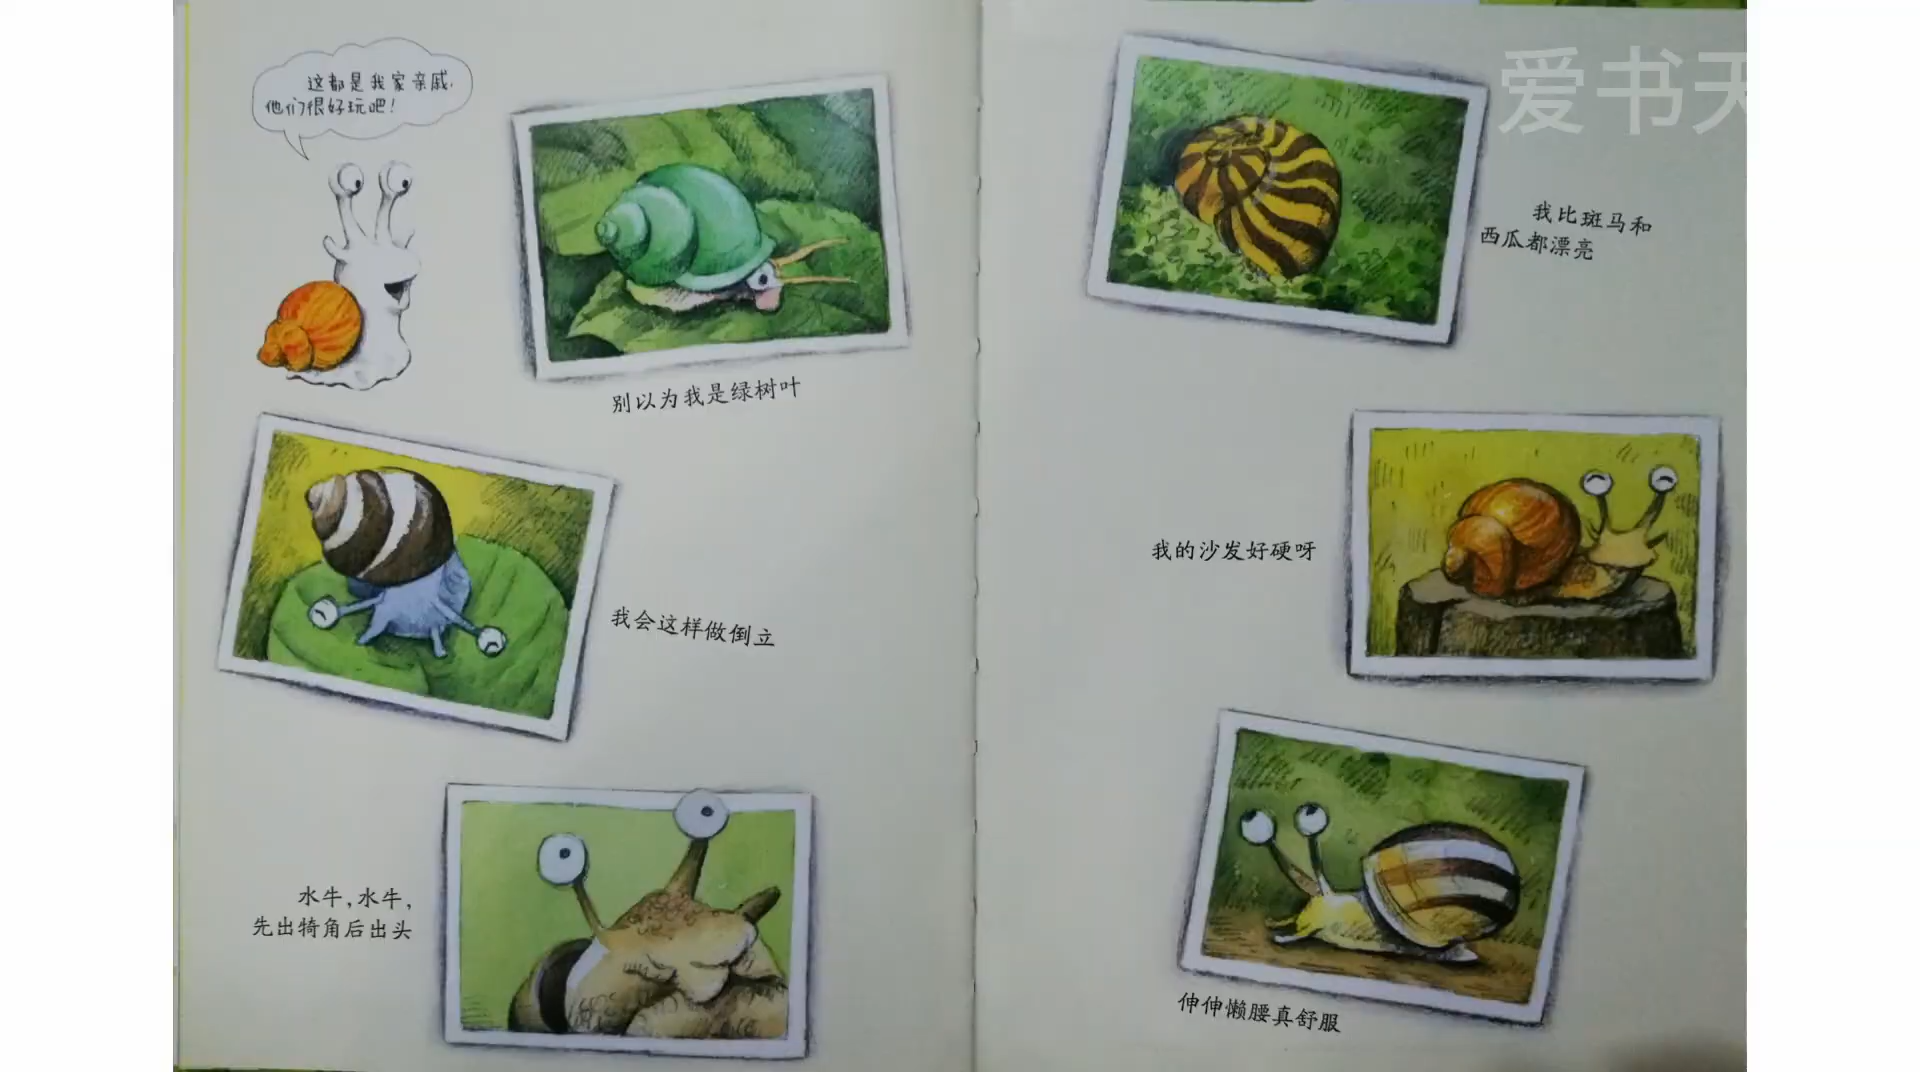 这都是我家亲戚,
他们很好玩吧!
别以为我是绿树叶
我会这样做倒立
水牛,水牛,
先出犄角后出头
爱书天
我比斑马和
西瓜都漂亮
我的沙发好硬呀
伸伸懒腰真舒服